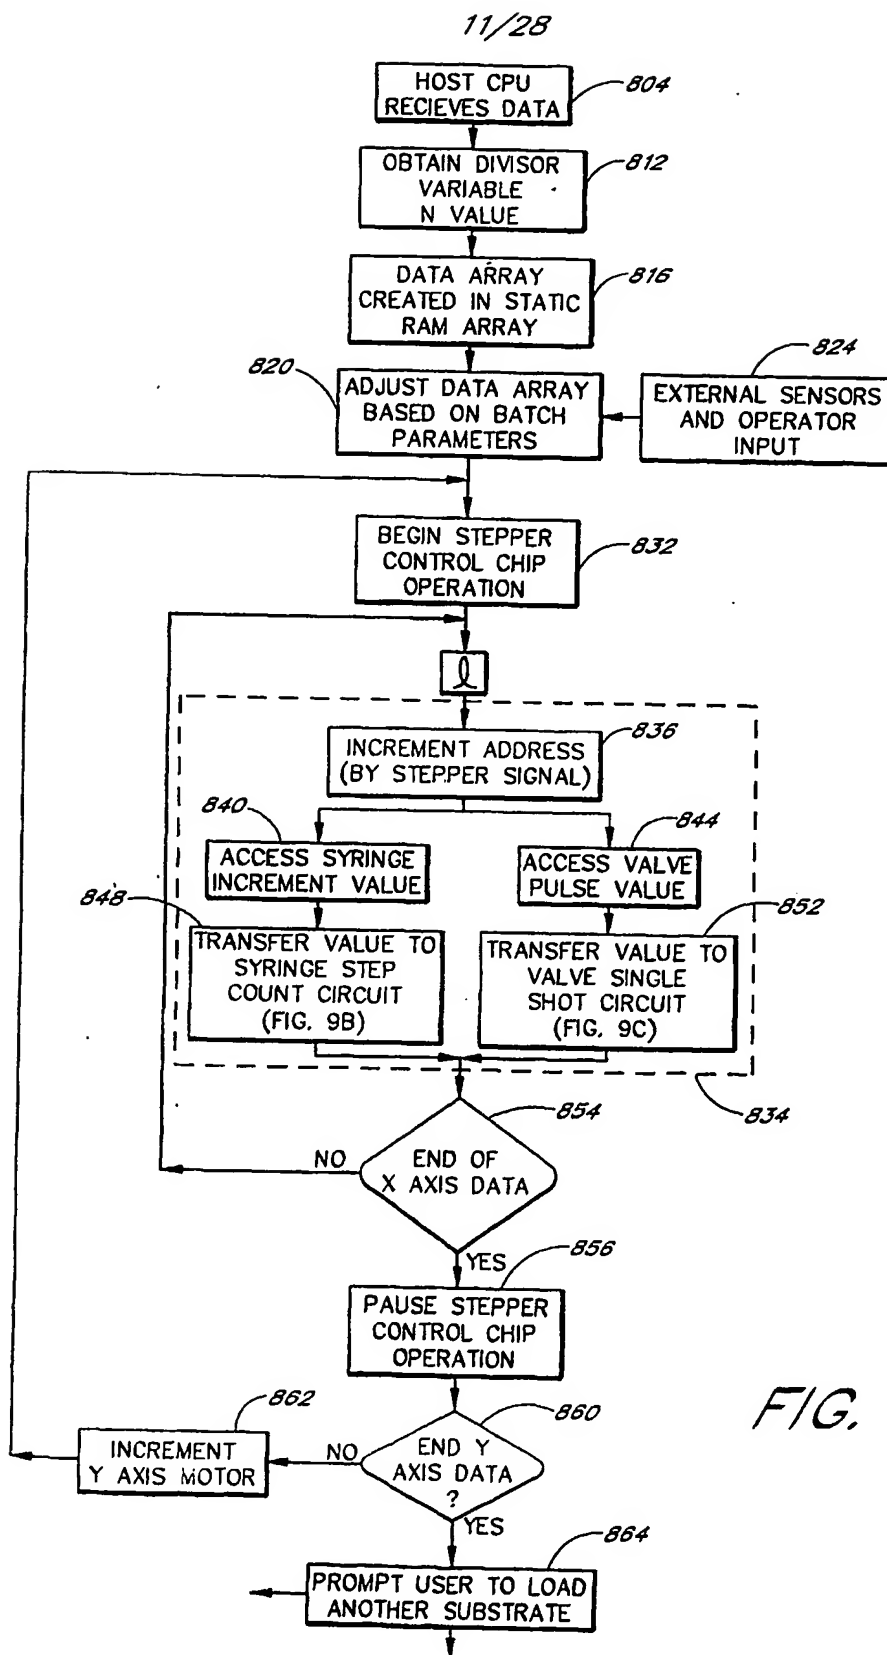 11/28
HOST CPU
RECIEVES DATA
804
OBTAIN DIVISOR
VARIABLE
N VALUE
812
DATA ARRAY
CREATED IN STATIC
RAM ARRAY
816
820
ADJUST DATA ARRAY
BASED ON BATCH
PARAMETERS
824
EXTERNAL SENSORS
AND OPERATOR
INPUT
BEGIN STEPPER
CONTROL CHIP
OPERATION
832
l
836
INCREMENT ADDRESS
(BY STEPPER SIGNAL)
840
ACCESS SYRINGE
INCREMENT VALUE
844
ACCESS VALVE
PULSE VALUE
848
TRANSFER VALUE TO
SYRINGE STEP
COUNT CIRCUIT
(FIG. 9B)
852
TRANSFER VALUE TO
VALVE SINGLE
SHOT CIRCUIT
(FIG. 9C)
834
854
END OF
X AXIS DATA
NO
YES
856
PAUSE STEPPER
CONTROL CHIP
OPERATION
FIG.
862
INCREMENT
Y AXIS MOTOR
NO
860
END Y
AXIS DATA
?
YES
864
PROMPT USER TO LOAD
ANOTHER SUBSTRATE